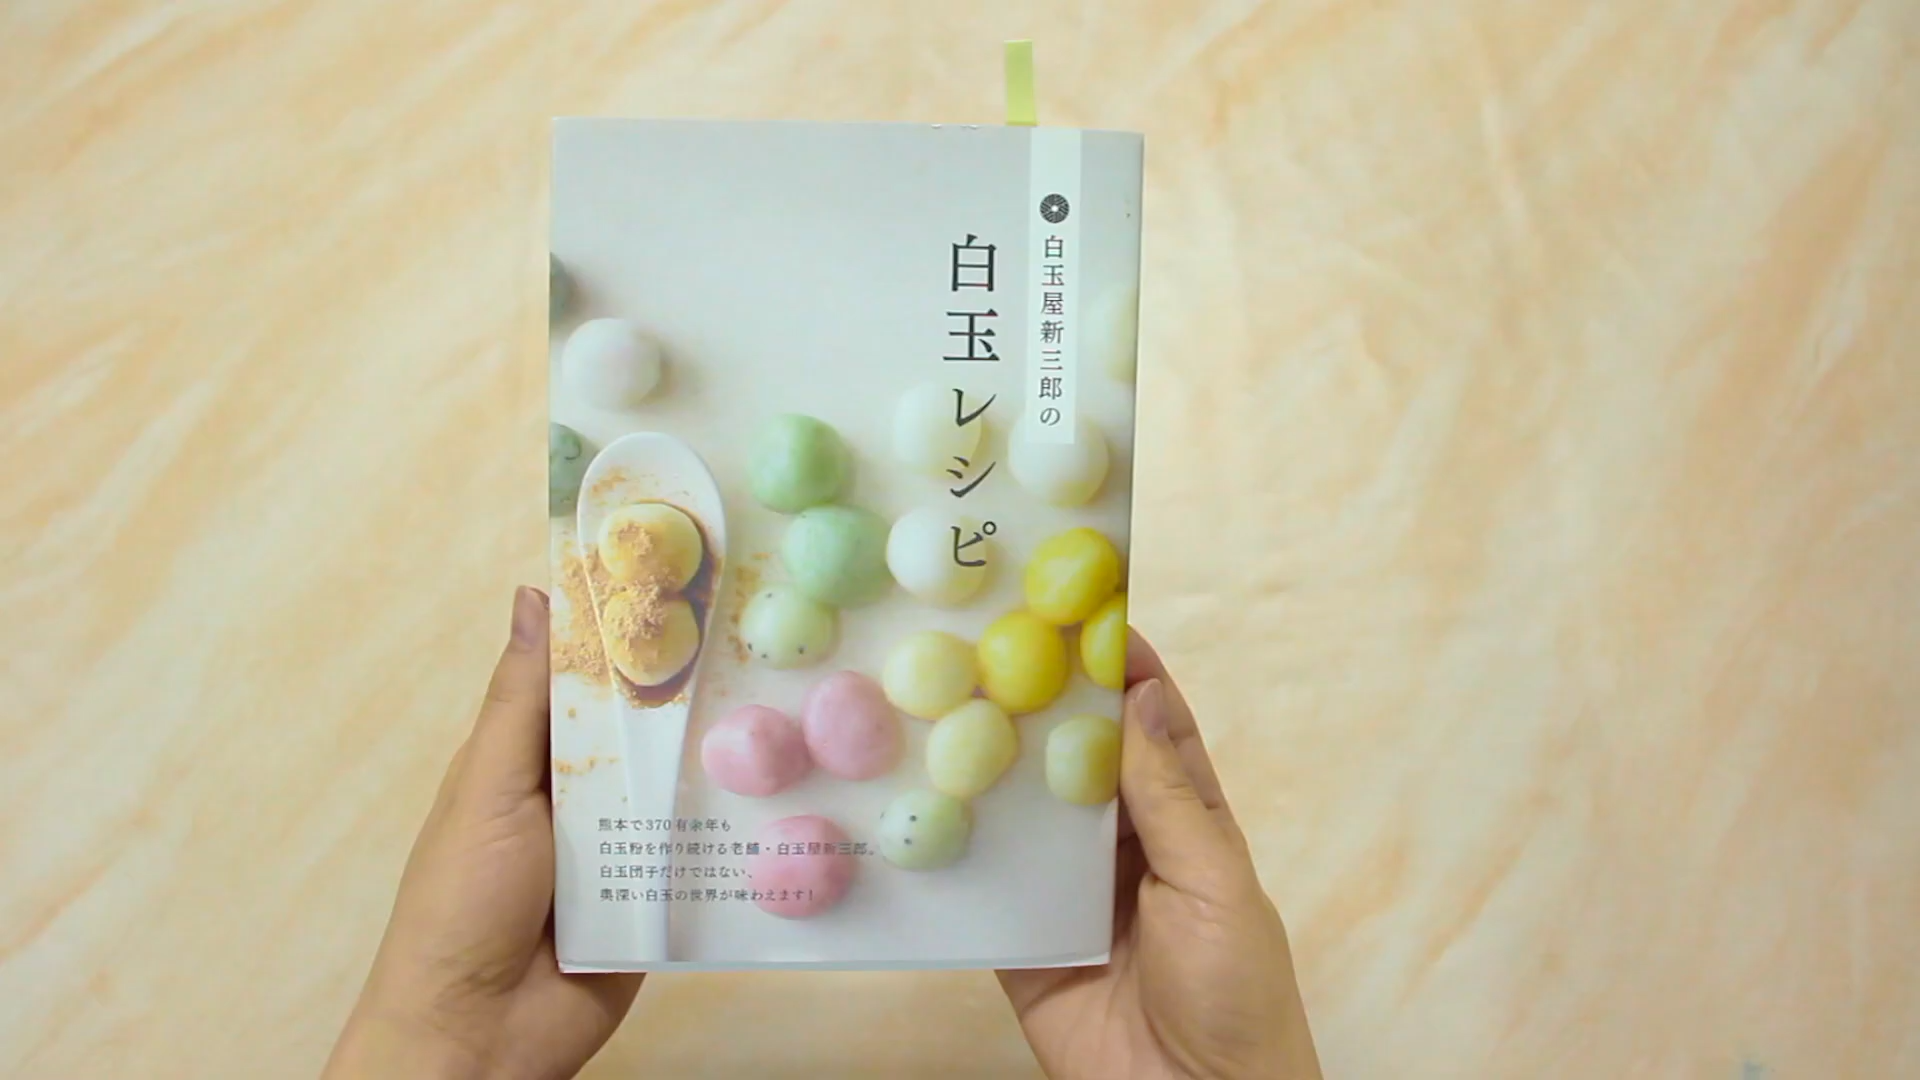 白玉屋新三郎の
白玉レシピ
熊本で370有余年も
白玉粉を作り続ける老舗・白玉屋新三郎。
白玉団子だけではない、
奥深い白玉の世界が味わえます!